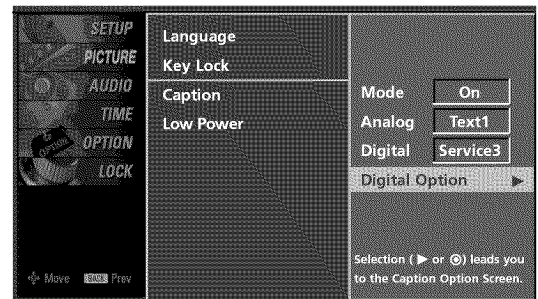 SETUP
PICTURE
AUDIO
TIME
OPTION
LOCK
Move BACK Prev
Language
Key Lock
Caption
Low Power
Mode On
Analog Text1
Digital Service3
Digital Option ▶
Selection ( ▶ or ◉) leads you
to the Caption Option Screen.